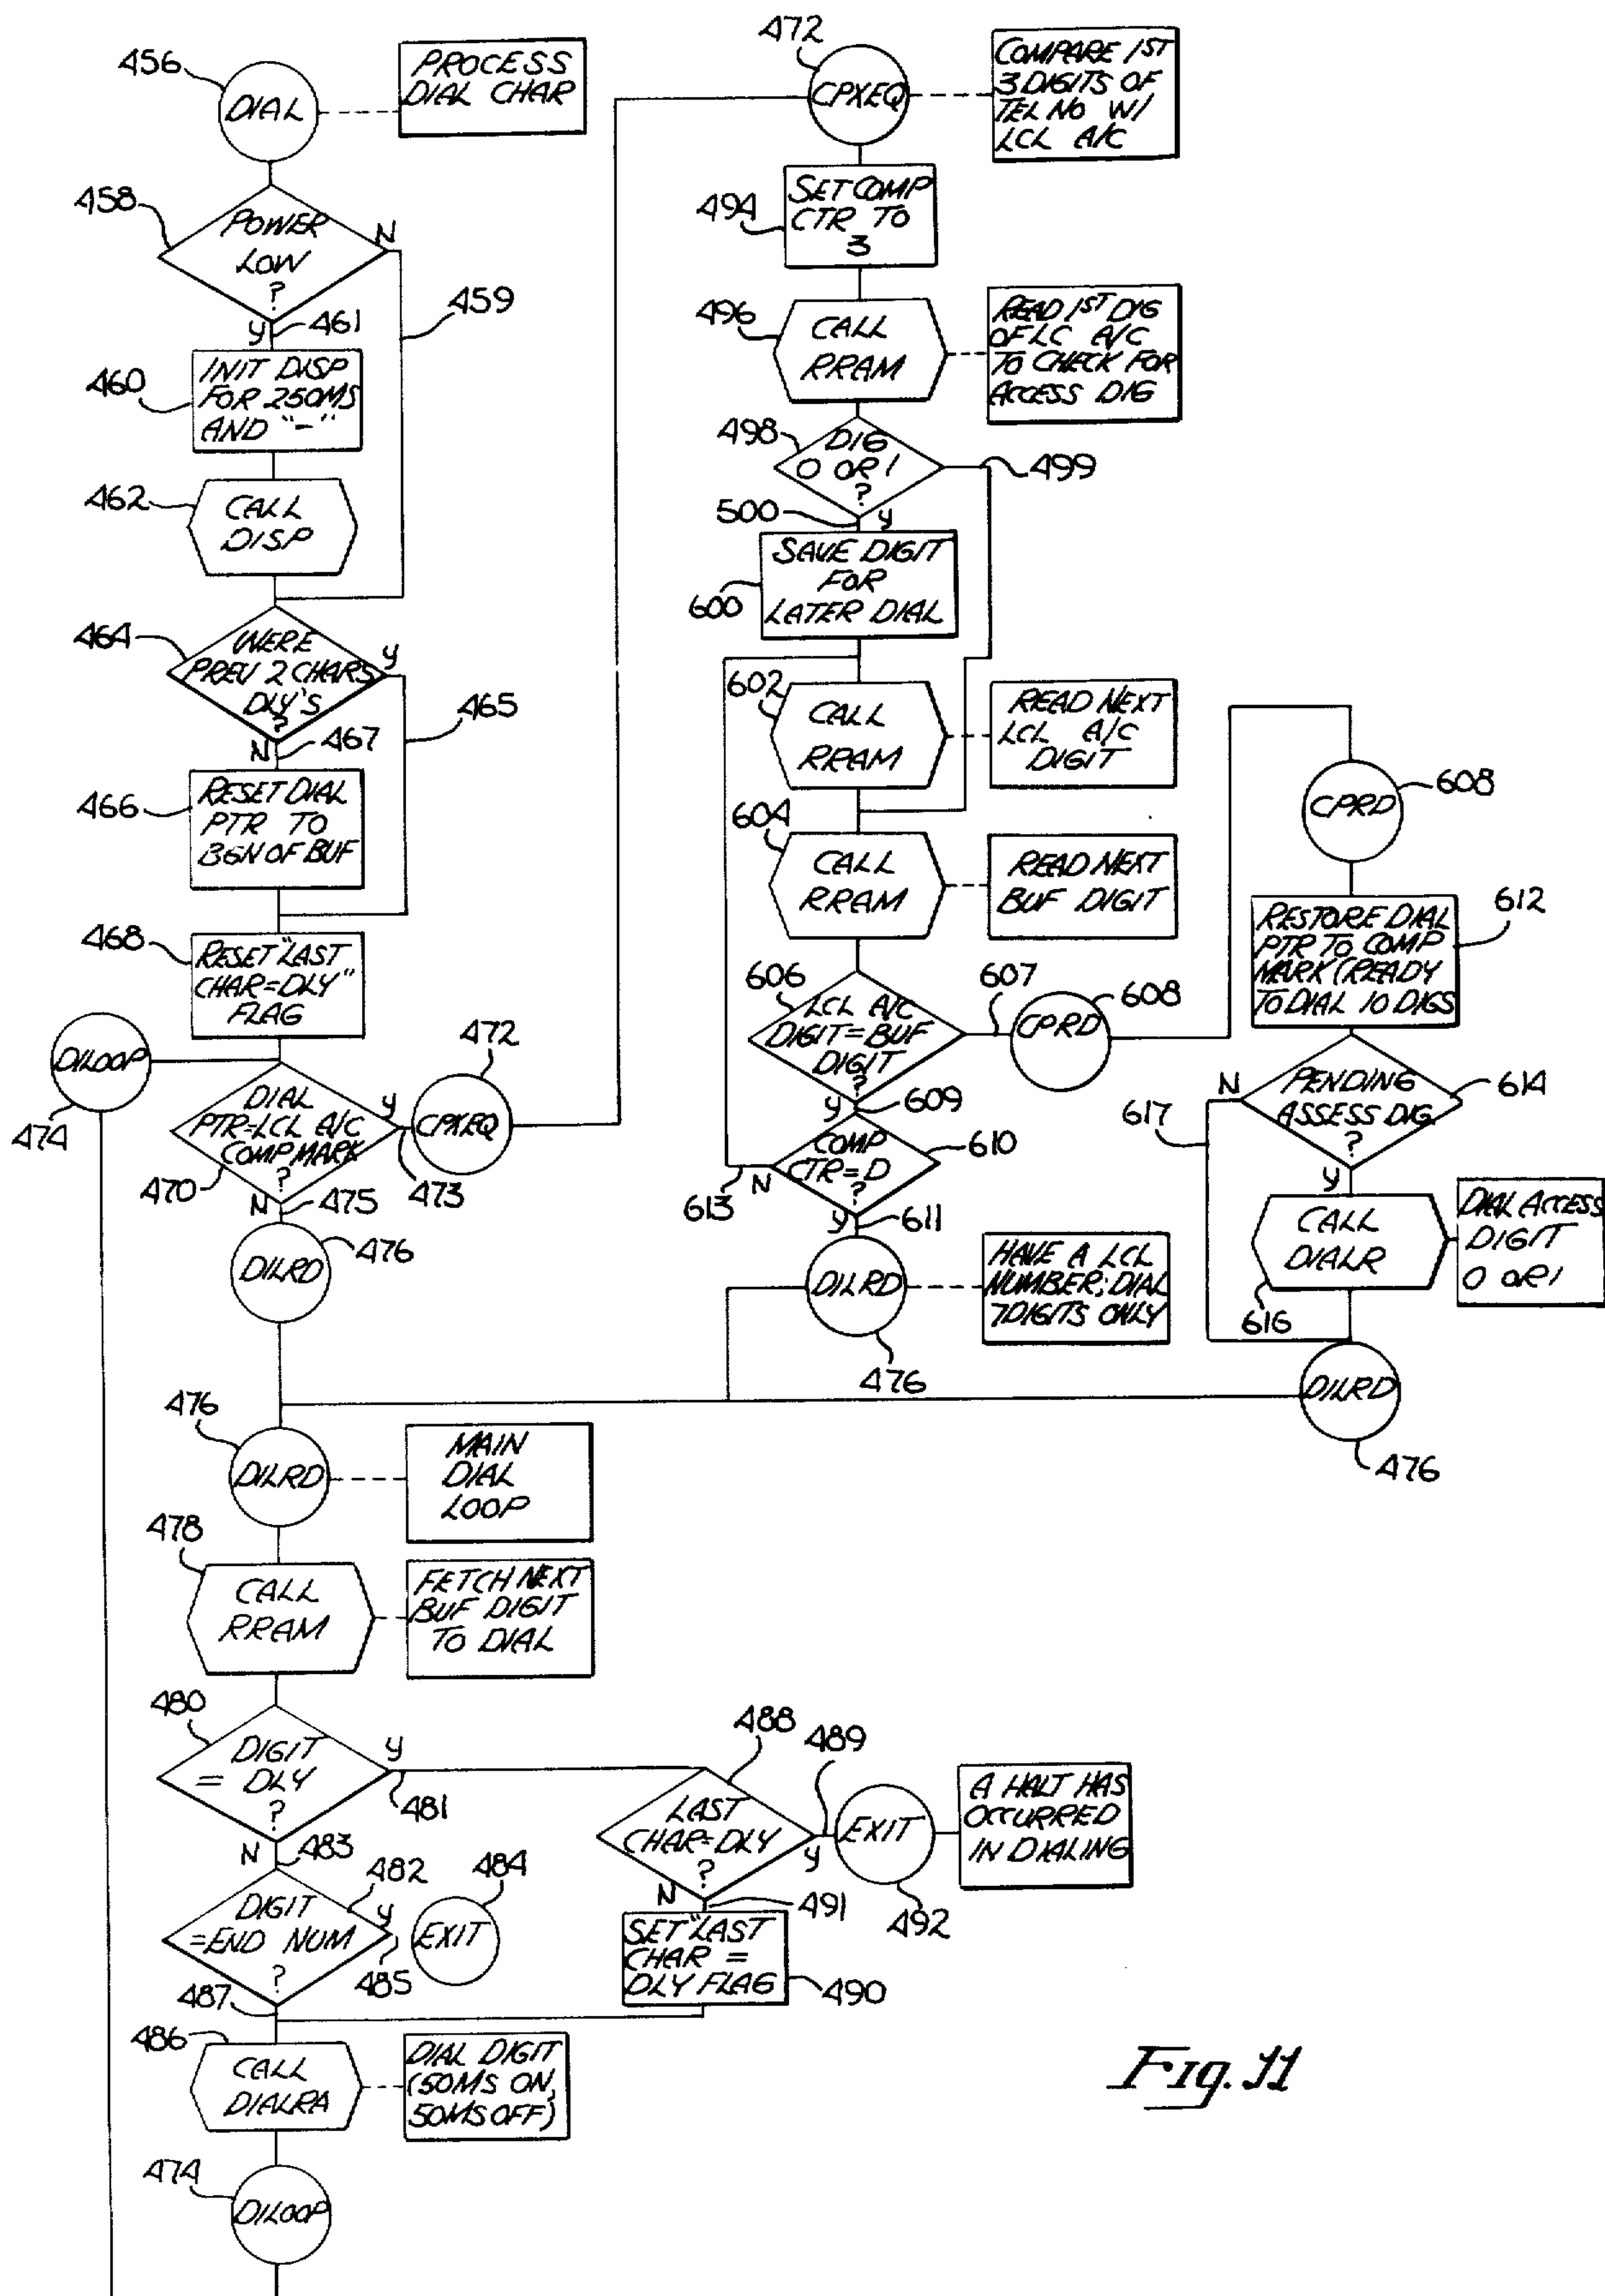 456
DIAL
PROCESS
DIAL CHAR
458
POWER
LOW
?
N
Y
461
459
460
INIT DISP
FOR 250MS
AND "-"
462
CALL
DISP
464
WERE
PREV 2 CHARS
DLY'S
?
Y
N
467
465
466
RESET DIAL
PTR TO
BGN OF BUF
468
RESET "LAST
CHAR=DLY"
FLAG
DILOOP
474
DIAL
PTR=LCL A/C
COMP MARK
?
470
Y
473
472
CPXEQ
N
475
DILRD
476
472
CPXEQ
COMPARE 1ST
3 DIGITS OF
TEL NO W/
LCL A/C
494
SET COMP
CTR TO
3
496
CALL
RRAM
READ 1ST DIG
OF LC A/C
TO CHECK FOR
ACCESS DIG
498
DIG
0 OR 1
?
499
500
Y
600
SAVE DIGIT
FOR
LATER DIAL
602
CALL
RRAM
READ NEXT
LCL A/C
DIGIT
604
CALL
RRAM
READ NEXT
BUF DIGIT
606
LCL A/C
DIGIT=BUF
DIGIT
?
607
CPRD
608
Y
609
COMP
CTR=D
?
610
613
N
Y
611
DILRD
476
HAVE A LCL
NUMBER; DIAL
7 DIGITS ONLY
CPRD
608
RESTORE DIAL
PTR TO COMP
MARK (READY
TO DIAL 10 DIGS
612
PENDING
ASSESS DIG.
?
614
N
617
Y
CALL
DIALR
616
DIAL ACCESS
DIGIT
0 OR 1
DILRD
476
476
DILRD
MAIN
DIAL
LOOP
478
CALL
RRAM
FETCH NEXT
BUF DIGIT
TO DIAL
480
DIGIT
= DLY
?
Y
481
N
483
488
LAST
CHAR=DLY
?
489
Y
EXIT
492
A HALT HAS
OCCURRED
IN DIALING
N
491
SET "LAST
CHAR =
DLY FLAG
490
482
DIGIT
=END NUM
?
Y
485
EXIT
484
487
486
CALL
DIALRA
DIAL DIGIT
(50MS ON,
50MS OFF)
474
DILOOP
Fig. 11